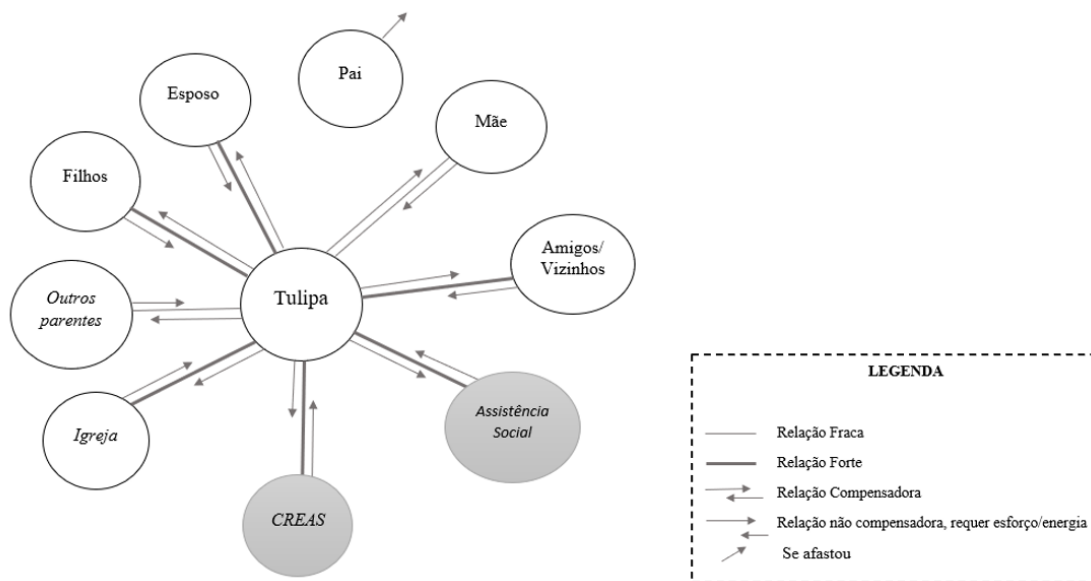 Pai
Esposo
Mãe
Filhos
Amigos/
Vizinhos
Tulipa
Outros
parentes
Igreja
Assistência
Social
CREAS
LEGENDA
Relação Fraca
Relação Forte
Relação Compensadora
Relação não compensadora, requer esforço/energia
Se afastou